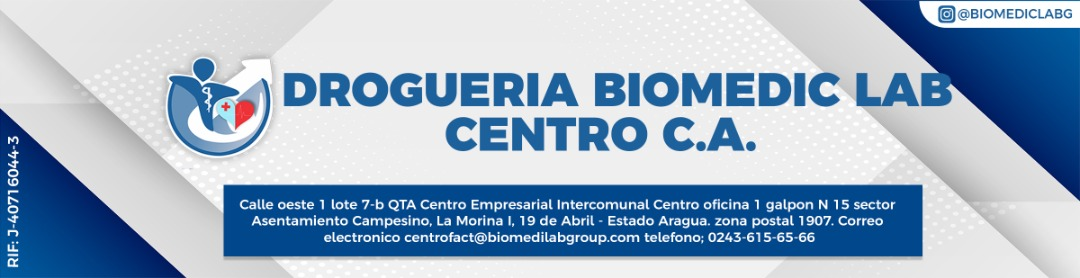 @BIOMEDICLABG
DROGUERIA BIOMEDIC LAB
CENTRO C.A.
Calle oeste 1 lote 7-b QTA Centro Empresarial Intercomunal Centro oficina 1 galpon N 15 sector
Asentamiento Campesino, La Morina I, 19 de Abril - Estado Aragua. zona postal 1907. Correo
electronico centrofact@biomedilabgroup.com telefono; 0243-615-65-66
RIF: J-40716044-3